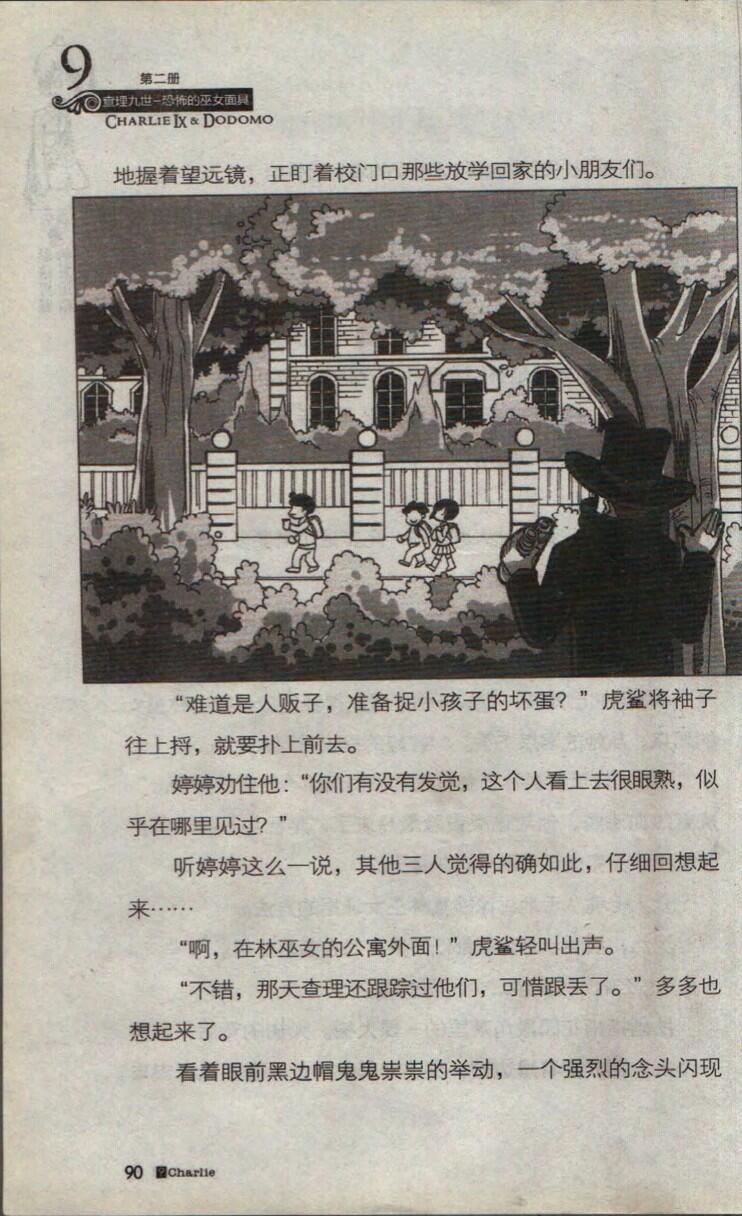 9
第二册
查理九世-恐怖的巫女面具
CHARLIE IX & DODOMO
地握着望远镜，正盯着校门口那些放学回家的小朋友们。
“难道是人贩子，准备捉小孩子的坏蛋？”虎鲨将袖子
往上捋，就要扑上前去。
婷婷劝住他：“你们有没有发觉，这个人看上去很眼熟，似
乎在哪里见过？”
听婷婷这么一说，其他三人觉得的确如此，仔细回想起
来……
“啊，在林巫女的公寓外面！”虎鲨轻叫出声。
“不错，那天查理还跟踪过他们，可惜跟丢了。”多多也
想起来了。
看着眼前黑边帽鬼鬼祟祟的举动，一个强烈的念头闪现
90 9 Charlie